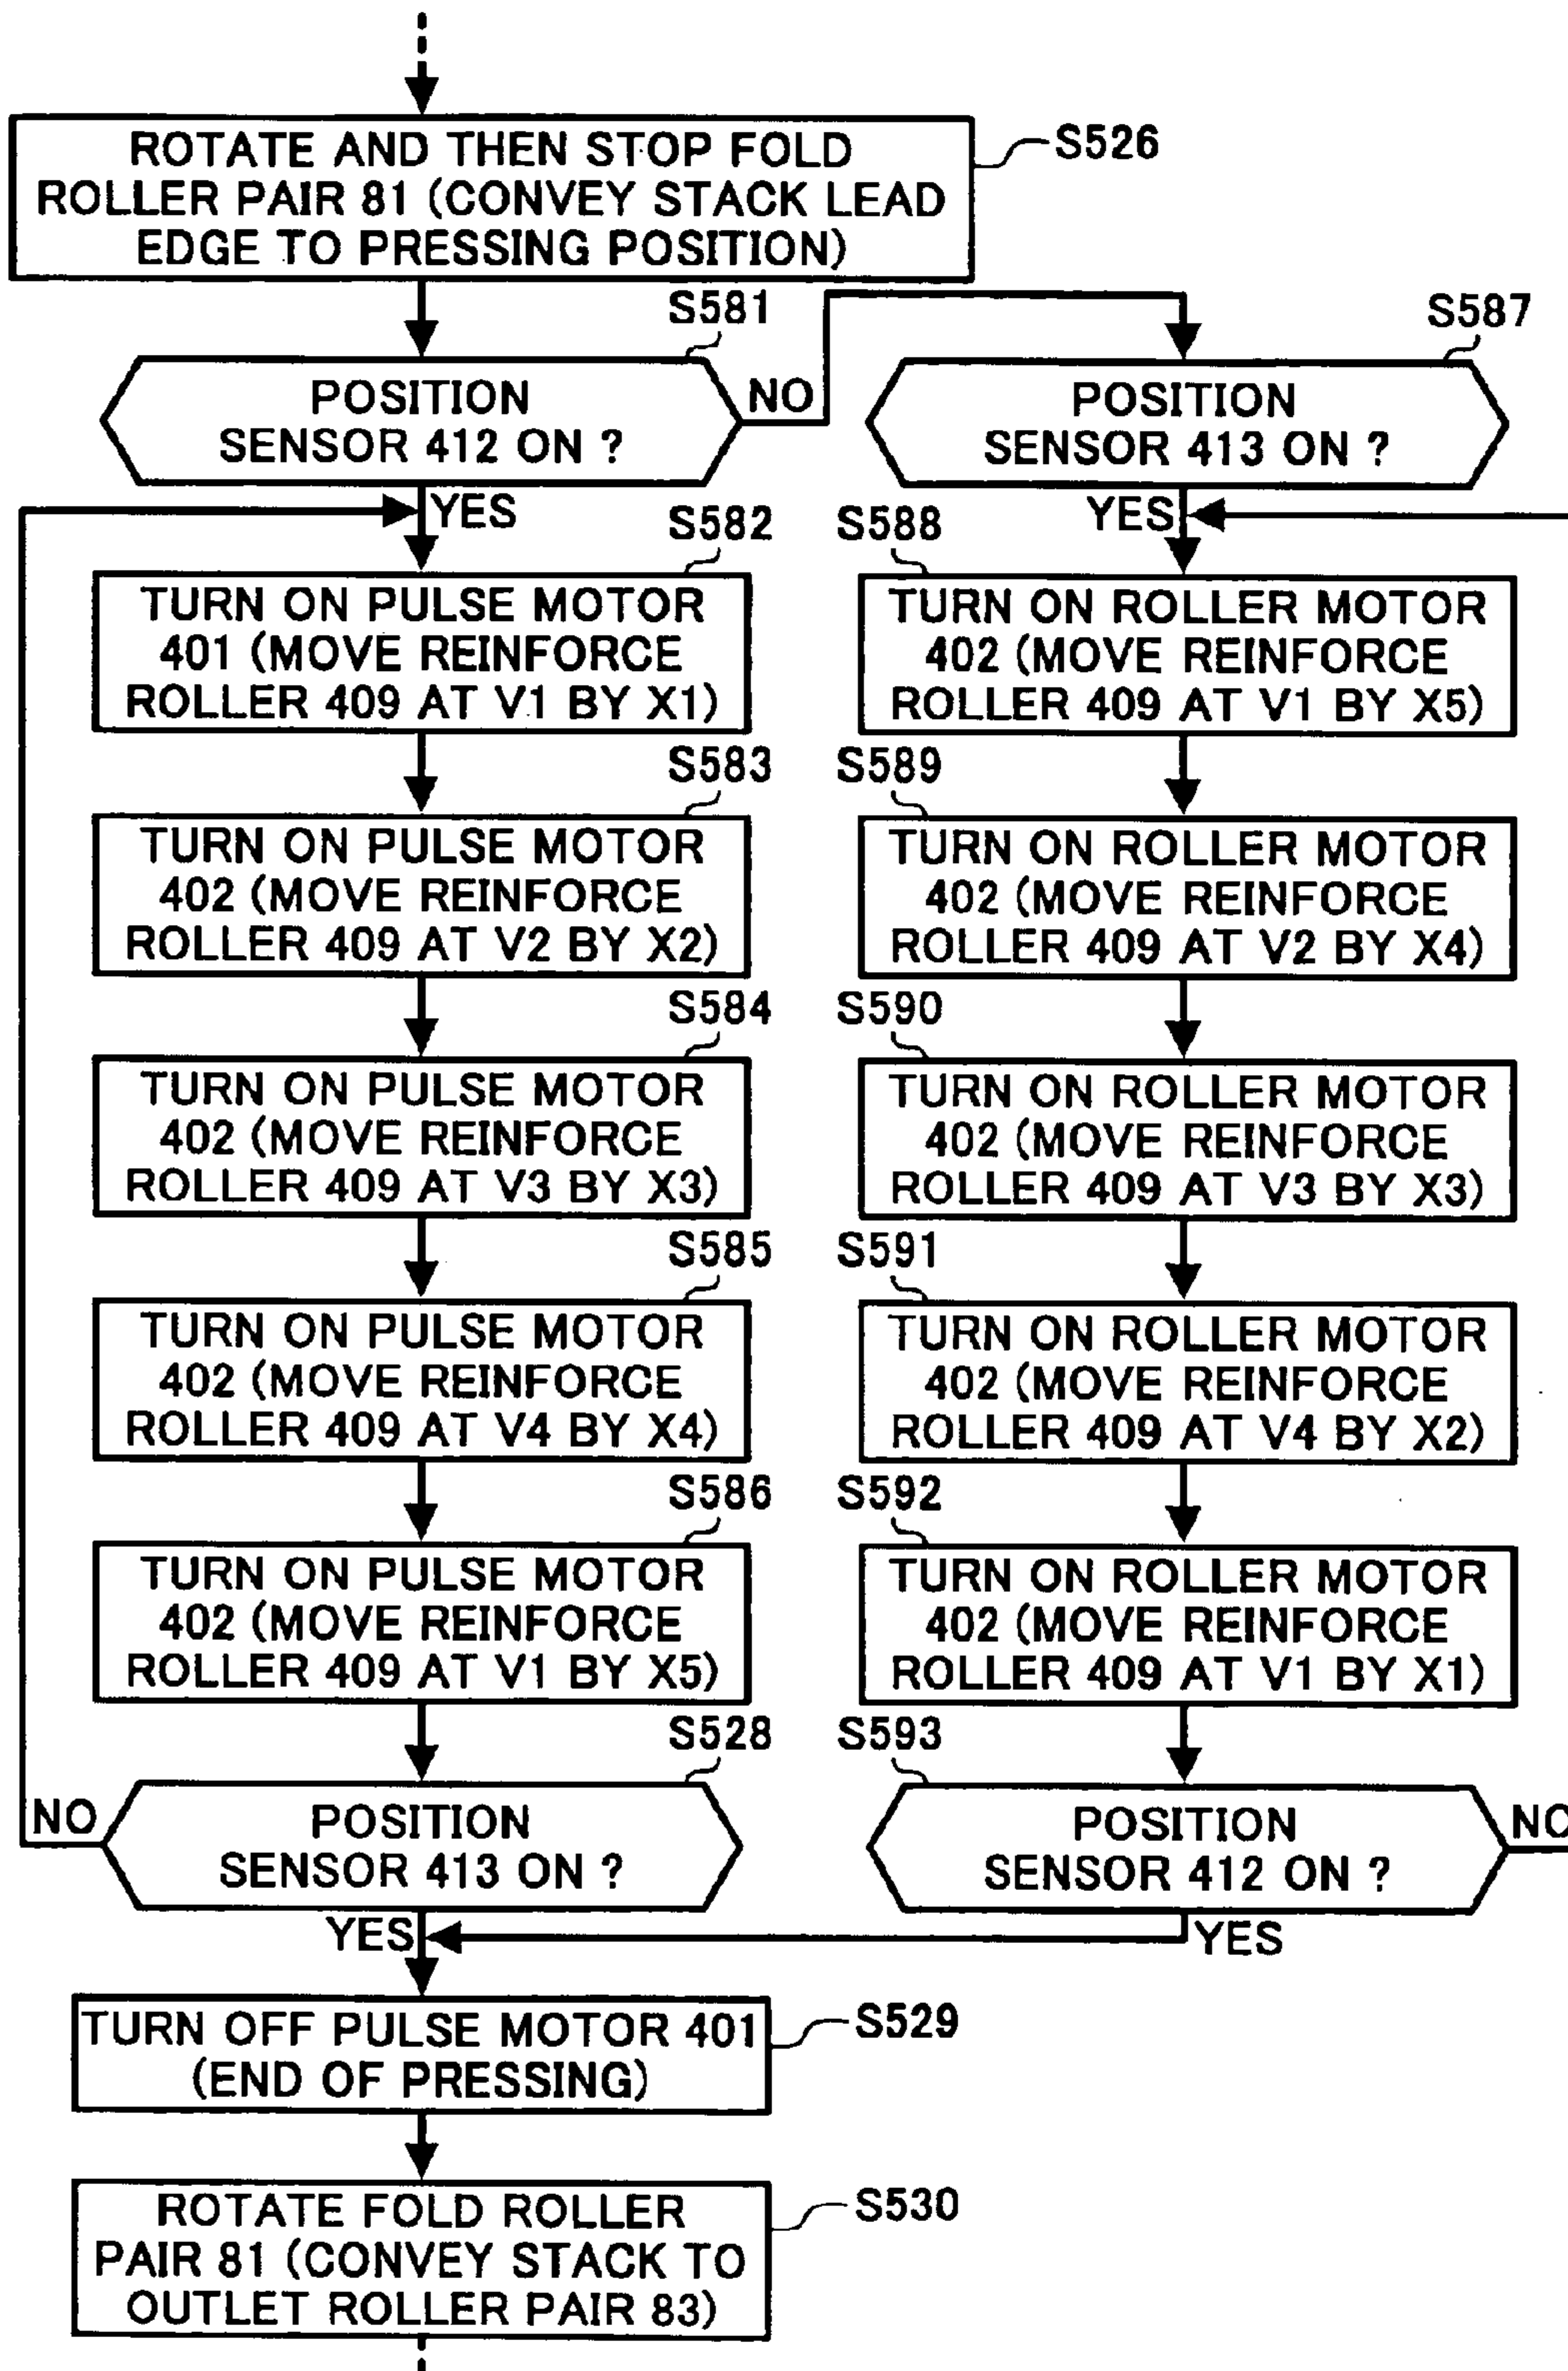 ROTATE AND THEN STOP FOLD
ROLLER PAIR 81 (CONVEY STACK LEAD
EDGE TO PRESSING POSITION)
S526
S581
POSITION
SENSOR 412 ON ?
NO
YES
S582
TURN ON PULSE MOTOR
401 (MOVE REINFORCE
ROLLER 409 AT V1 BY X1)
S583
TURN ON PULSE MOTOR
402 (MOVE REINFORCE
ROLLER 409 AT V2 BY X2)
S584
TURN ON PULSE MOTOR
402 (MOVE REINFORCE
ROLLER 409 AT V3 BY X3)
S585
TURN ON PULSE MOTOR
402 (MOVE REINFORCE
ROLLER 409 AT V4 BY X4)
S586
TURN ON PULSE MOTOR
402 (MOVE REINFORCE
ROLLER 409 AT V1 BY X5)
S528
NO
POSITION
SENSOR 413 ON ?
YES
S587
POSITION
SENSOR 413 ON ?
YES
S588
TURN ON ROLLER MOTOR
402 (MOVE REINFORCE
ROLLER 409 AT V1 BY X5)
S589
TURN ON ROLLER MOTOR
402 (MOVE REINFORCE
ROLLER 409 AT V2 BY X4)
S590
TURN ON ROLLER MOTOR
402 (MOVE REINFORCE
ROLLER 409 AT V3 BY X3)
S591
TURN ON ROLLER MOTOR
402 (MOVE REINFORCE
ROLLER 409 AT V4 BY X2)
S592
TURN ON ROLLER MOTOR
402 (MOVE REINFORCE
ROLLER 409 AT V1 BY X1)
S593
POSITION
SENSOR 412 ON ?
NO
YES
TURN OFF PULSE MOTOR 401
(END OF PRESSING)
S529
ROTATE FOLD ROLLER
PAIR 81 (CONVEY STACK TO
OUTLET ROLLER PAIR 83)
S530